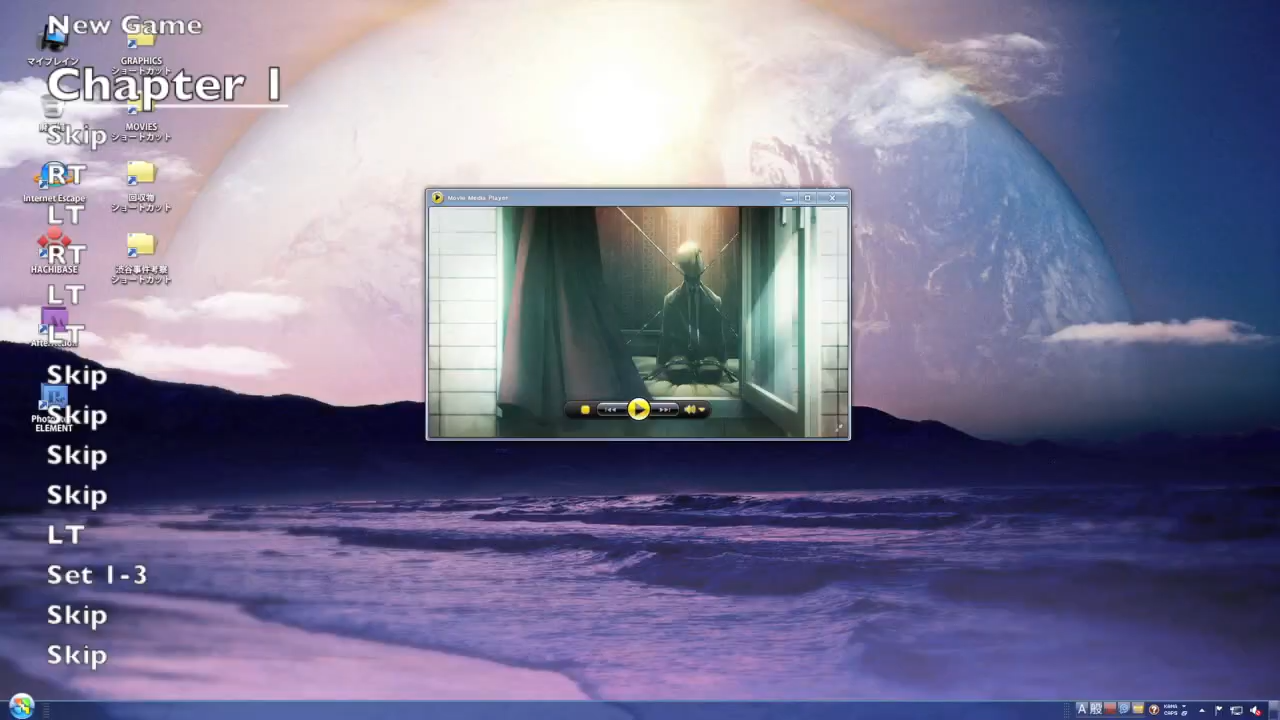 New Game
マイブレイン
GRAPHICS
ショートカット
Chapter 1
MOVIES
ショートカット
Skip
RT
Internet Escape
回収物
ショートカット
LT
RT
HACHIBASE
渋谷事件考察
ショートカット
LT
LT
Skip
Skip
ELEMENT
Skip
Skip
LT
Set 1-3
Skip
Skip
Movie Media Player
A 般
KANA
CAPS